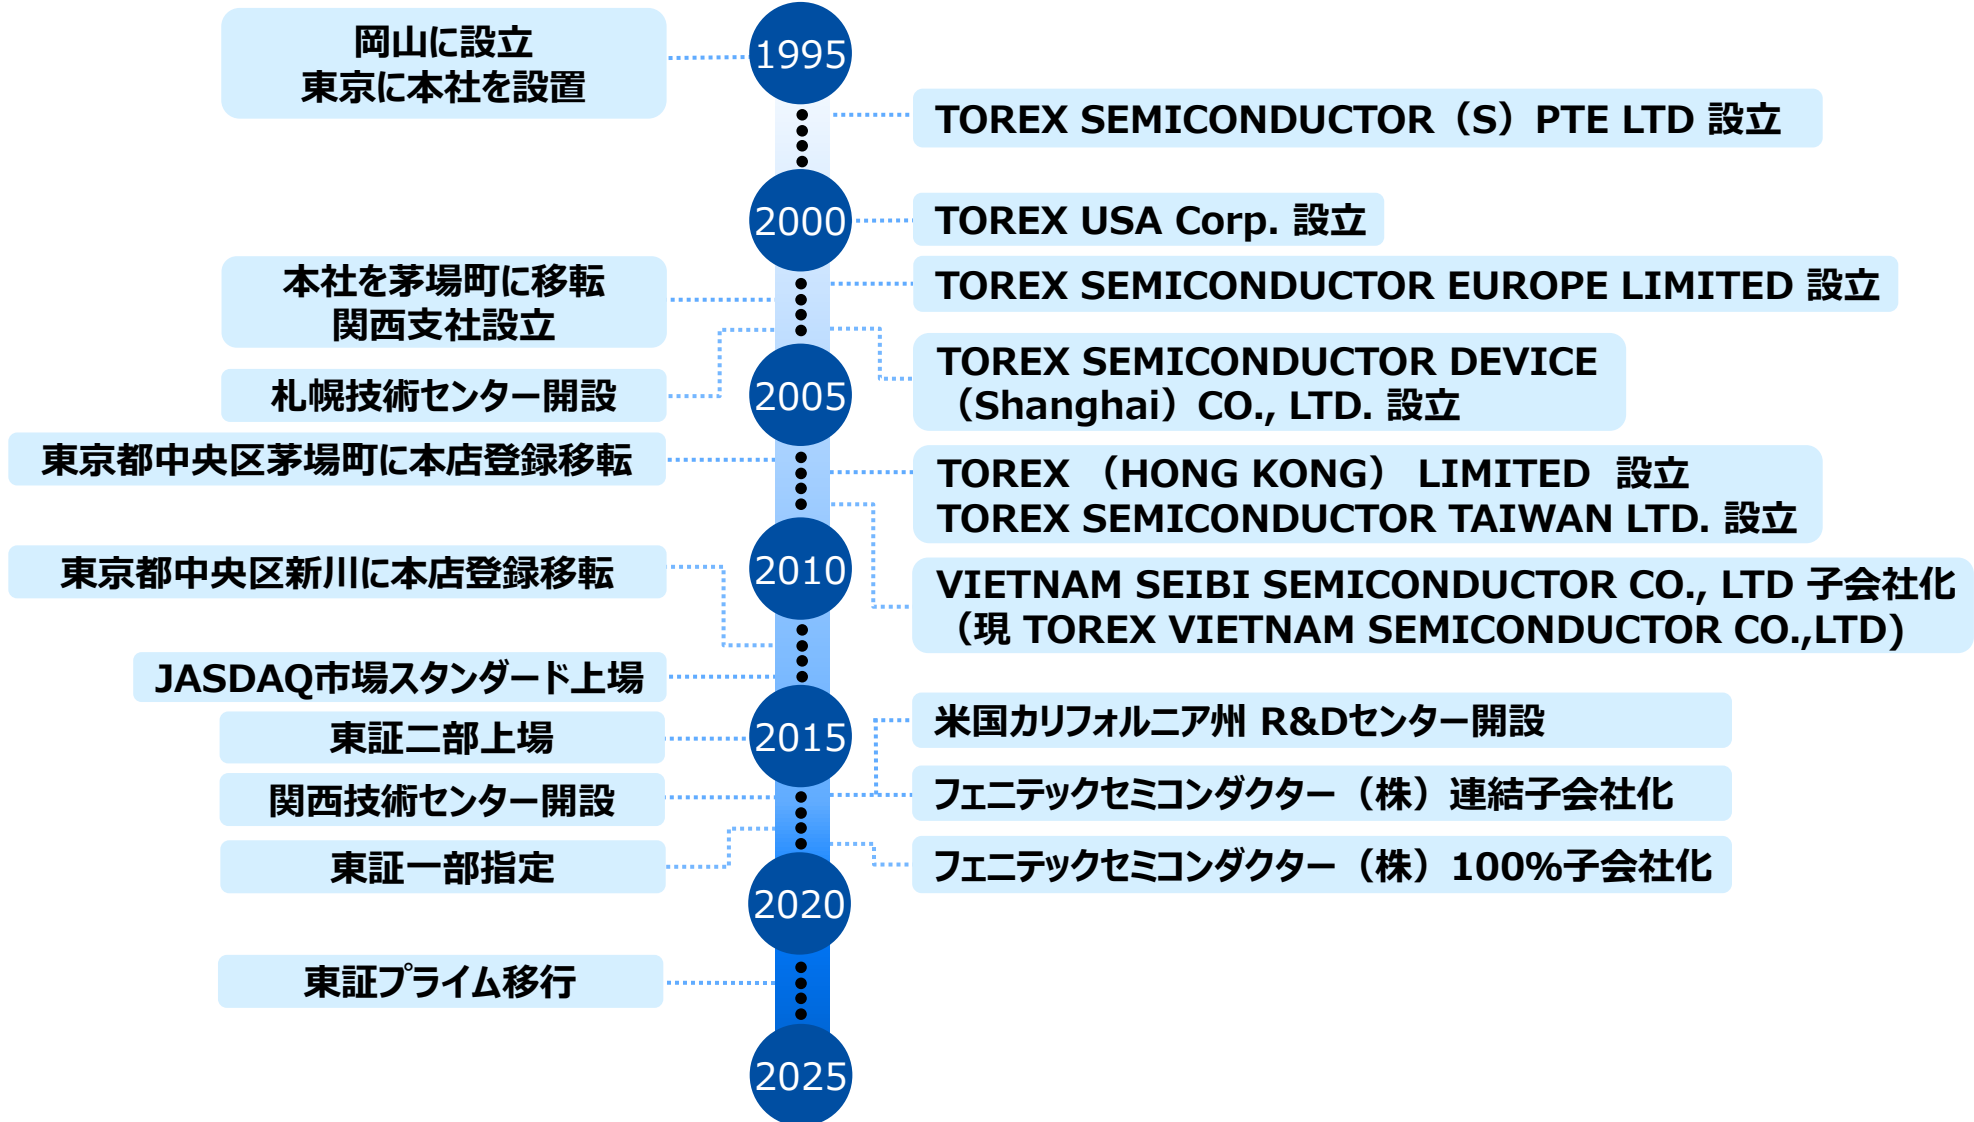 岡山に設立
東京に本社を設置
1995
TOREX SEMICONDUCTOR（S）PTE LTD 設立
2000
TOREX USA Corp. 設立
本社を茅場町に移転
関西支社設立
TOREX SEMICONDUCTOR EUROPE LIMITED 設立
TOREX SEMICONDUCTOR DEVICE
（Shanghai）CO., LTD. 設立
札幌技術センター開設
2005
東京都中央区茅場町に本店登録移転
TOREX （HONG KONG） LIMITED 設立
TOREX SEMICONDUCTOR TAIWAN LTD. 設立
東京都中央区新川に本店登録移転
2010
VIETNAM SEIBI SEMICONDUCTOR CO., LTD 子会社化
（現 TOREX VIETNAM SEMICONDUCTOR CO.,LTD)
JASDAQ市場スタンダード上場
東証二部上場
2015
米国カリフォルニア州 R&Dセンター開設
関西技術センター開設
フェニテックセミコンダクター（株）連結子会社化
東証一部指定
フェニテックセミコンダクター（株）100%子会社化
2020
東証プライム移行
2025